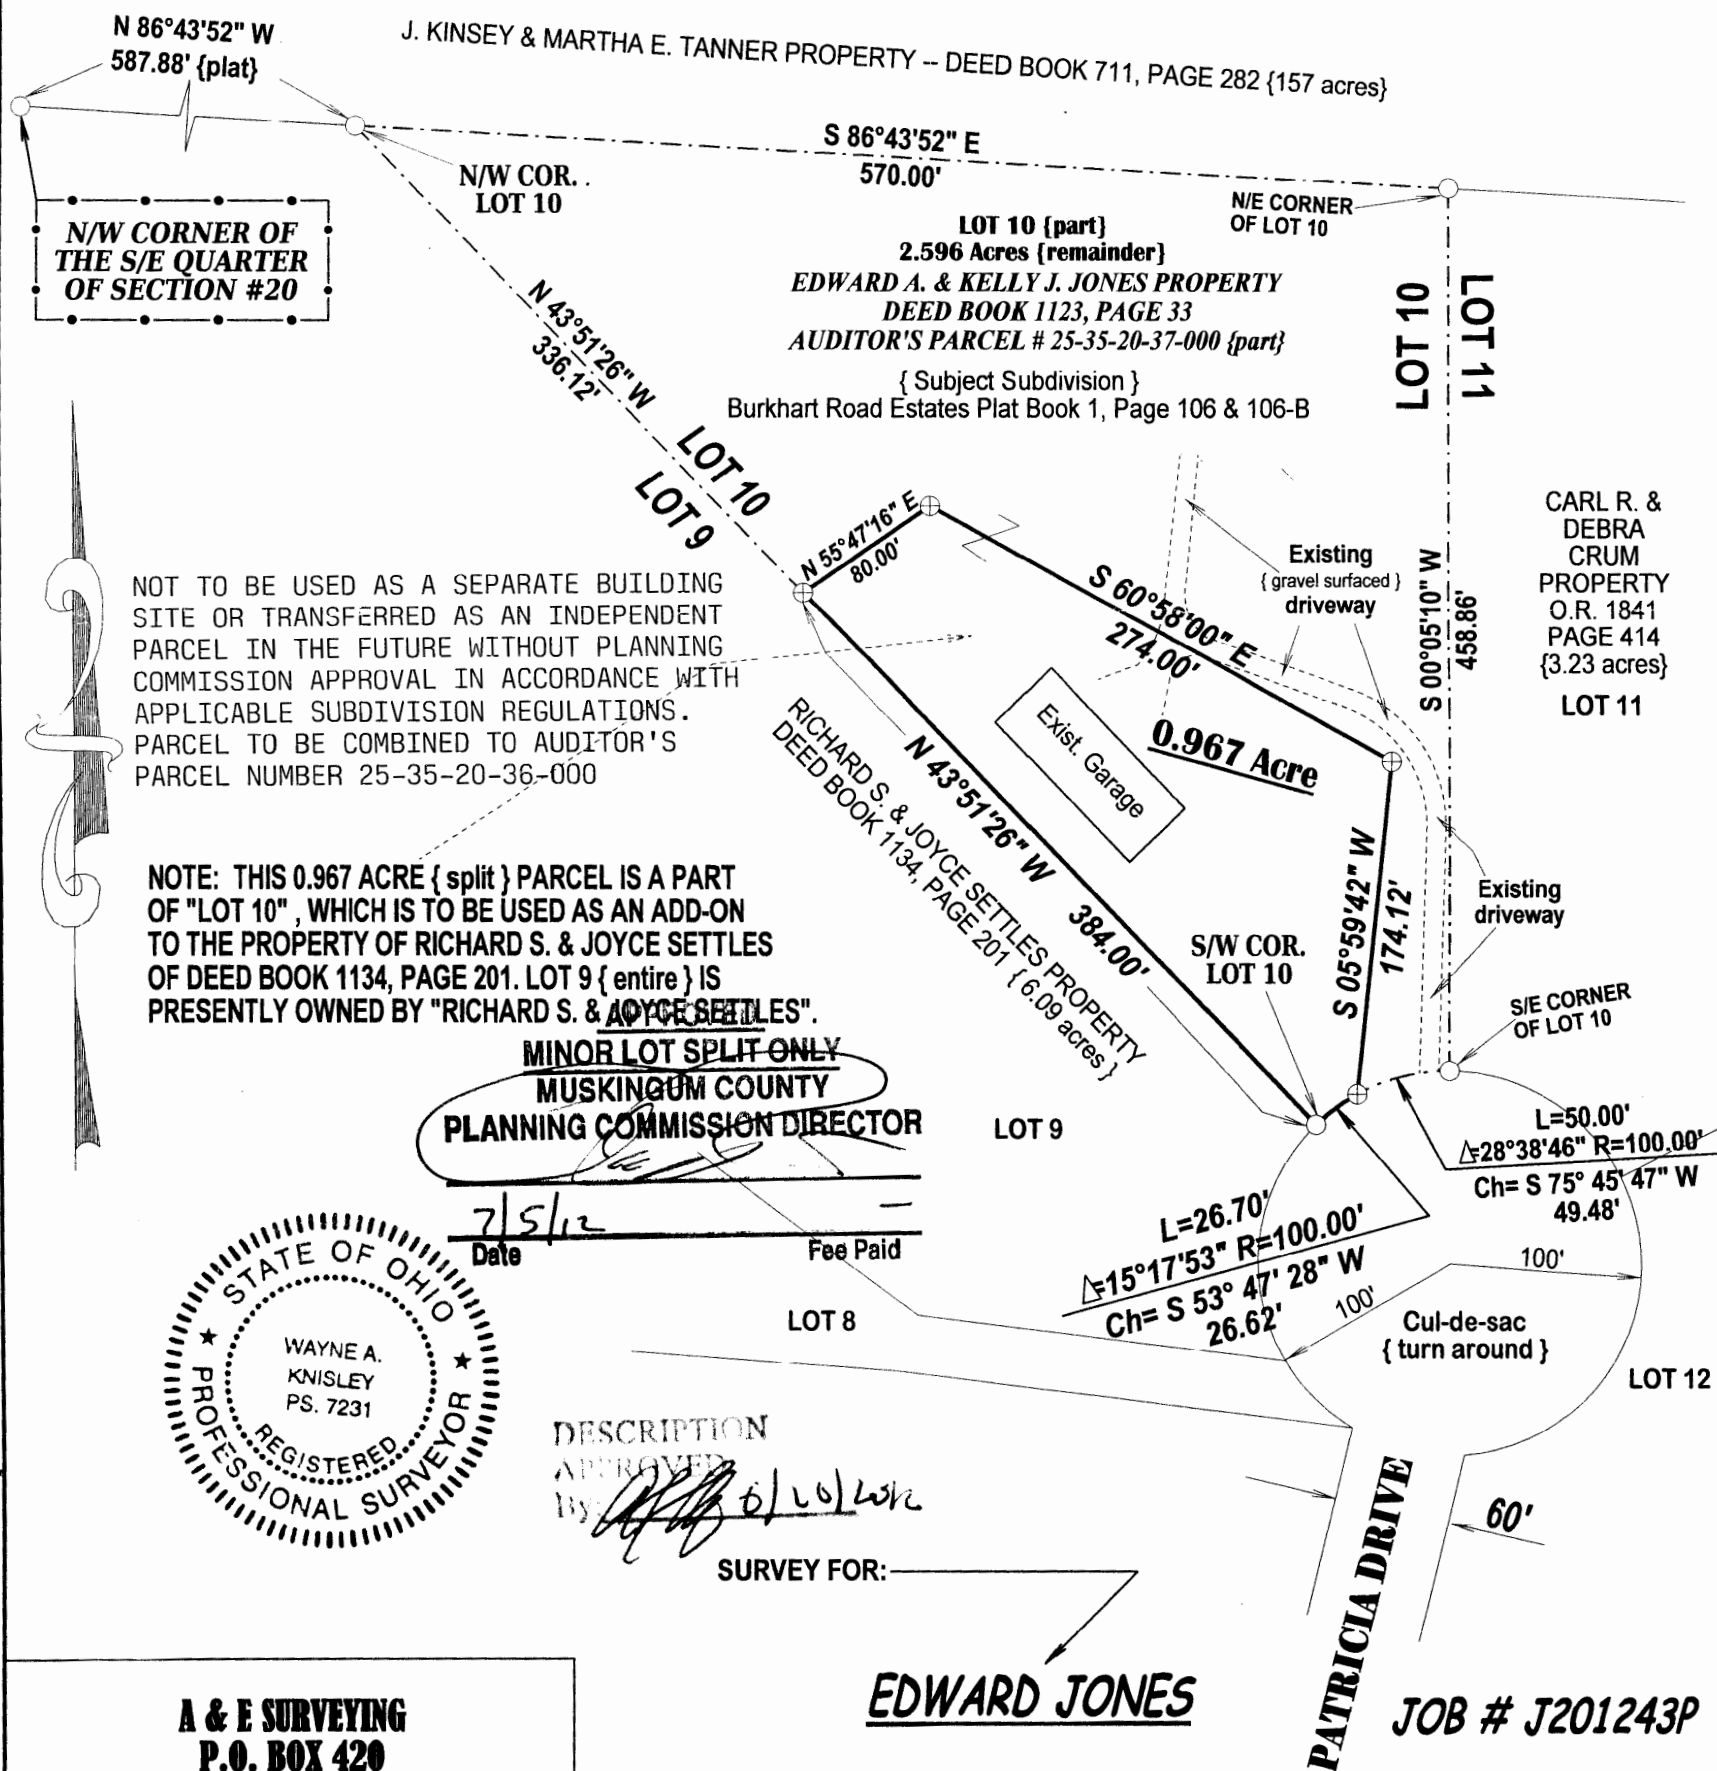 N 86°43'52" W
587.88' {plat}
J. KINSEY & MARTHA E. TANNER PROPERTY -- DEED BOOK 711, PAGE 282 {157 acres}
S 86°43'52" E
570.00'
N/W COR. .
LOT 10
N/E CORNER
OF LOT 10
N/W CORNER OF
THE S/E QUARTER
OF SECTION #20
LOT 10 {part}
2.596 Acres {remainder}
EDWARD A. & KELLY J. JONES PROPERTY
DEED BOOK 1123, PAGE 33
AUDITOR'S PARCEL # 25-35-20-37-000 {part}
{ Subject Subdivision }
Burkhart Road Estates Plat Book 1, Page 106 & 106-B
N 43°51'26" W
336.12'
LOT 10
LOT 9
LOT 10
LOT 11
CARL R. &
DEBRA
CRUM
PROPERTY
O.R. 1841
PAGE 414
{3.23 acres}
LOT 11
S 00°05'10" W
458.86'
N 55°47'16" E
80.00'
S 60°58'00" E
274.00'
Existing
{ gravel surfaced }
driveway
NOT TO BE USED AS A SEPARATE BUILDING
SITE OR TRANSFERRED AS AN INDEPENDENT
PARCEL IN THE FUTURE WITHOUT PLANNING
COMMISSION APPROVAL IN ACCORDANCE WITH
APPLICABLE SUBDIVISION REGULATIONS.
PARCEL TO BE COMBINED TO AUDITOR'S
PARCEL NUMBER 25-35-20-36-000
Exist. Garage
0.967 Acre
N 43°51'26" W
384.00'
RICHARD S. & JOYCE SETTLES PROPERTY
DEED BOOK 1134, PAGE 201 { 6.09 acres }
S 05°59'42" W
174.12'
Existing
driveway
S/W COR.
LOT 10
S/E CORNER
OF LOT 10
NOTE: THIS 0.967 ACRE { split } PARCEL IS A PART
OF "LOT 10" , WHICH IS TO BE USED AS AN ADD-ON
TO THE PROPERTY OF RICHARD S. & JOYCE SETTLES
OF DEED BOOK 1134, PAGE 201. LOT 9 { entire } IS
PRESENTLY OWNED BY "RICHARD S. & JOYCE SETTLES".
MINOR LOT SPLIT ONLY
MUSKINGUM COUNTY
PLANNING COMMISSION DIRECTOR
7/5/12 —
Date Fee Paid
LOT 9
LOT 8
L=50.00'
Δ=28°38'46" R=100.00'
Ch= S 75° 45' 47" W
49.48'
L=26.70'
Δ=15°17'53" R=100.00'
Ch= S 53° 47' 28" W
26.62'
100'
100'
Cul-de-sac
{ turn around }
LOT 12
STATE OF OHIO
WAYNE A.
KNISLEY
PS. 7231
REGISTERED
PROFESSIONAL SURVEYOR
DESCRIPTION
APPROVED
By:
60'
PATRICIA DRIVE
SURVEY FOR:
EDWARD JONES
JOB # J201243P
A & E SURVEYING
P.O. BOX 420